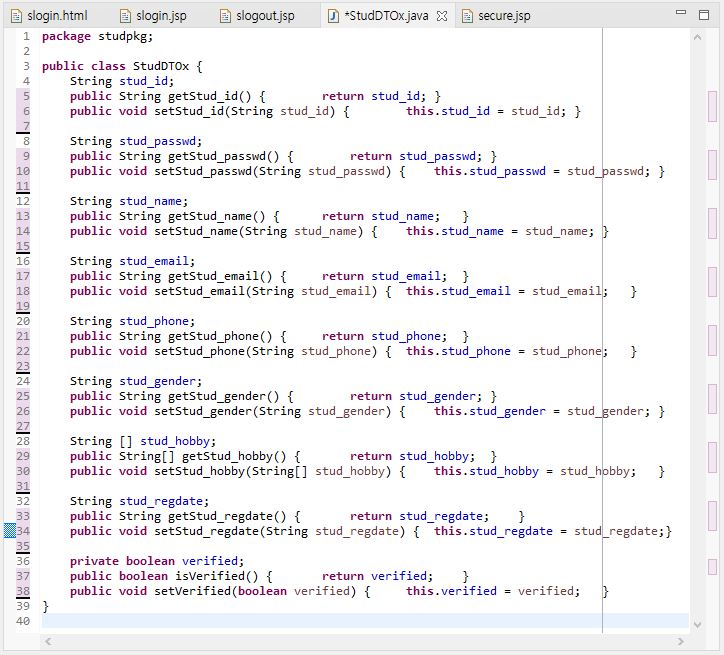 slogin.html slogin.jsp slogout.jsp *StudDTOx.java secure.jsp
1 package studpkg;
2
3 public class StudDTOx {
4 String stud_id;
5 public String getStud_id() { return stud_id; }
6 public void setStud_id(String stud_id) { this.stud_id = stud_id; }
7
8 String stud_passwd;
9 public String getStud_passwd() { return stud_passwd; }
10 public void setStud_passwd(String stud_passwd) { this.stud_passwd = stud_passwd; }
11
12 String stud_name;
13 public String getStud_name() { return stud_name; }
14 public void setStud_name(String stud_name) { this.stud_name = stud_name; }
15
16 String stud_email;
17 public String getStud_email() { return stud_email; }
18 public void setStud_email(String stud_email) { this.stud_email = stud_email; }
19
20 String stud_phone;
21 public String getStud_phone() { return stud_phone; }
22 public void setStud_phone(String stud_phone) { this.stud_phone = stud_phone; }
23
24 String stud_gender;
25 public String getStud_gender() { return stud_gender; }
26 public void setStud_gender(String stud_gender) { this.stud_gender = stud_gender; }
27
28 String [] stud_hobby;
29 public String[] getStud_hobby() { return stud_hobby; }
30 public void setStud_hobby(String[] stud_hobby) { this.stud_hobby = stud_hobby; }
31
32 String stud_regdate;
33 public String getStud_regdate() { return stud_regdate; }
34 public void setStud_regdate(String stud_regdate) { this.stud_regdate = stud_regdate;}
35
36 private boolean verified;
37 public boolean isVerified() { return verified; }
38 public void setVerified(boolean verified) { this.verified = verified; }
39 }
40